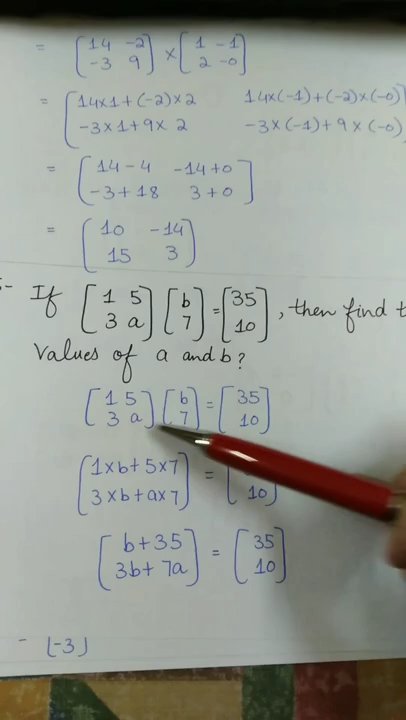 = [14 -2 × [1 -1
-3 9] 2 -0]
= [14×1+(-2)×2 14×(-1)+(-2)×(-0)
-3×1+9×2 -3×(-1)+9×(-0)
= [14-4 -14+0
-3+18 3+0]
= [10 -14
15 3]
If [1 5 [b = [35 , then find
3 a] 7] 10]
values of a and b?
[1 5 [b = [35
3 a] 7] 10]
[1×b+5×7 = [
3×b+a×7] 10]
[b+35 = [35
3b+7a] 10]
- [-3]